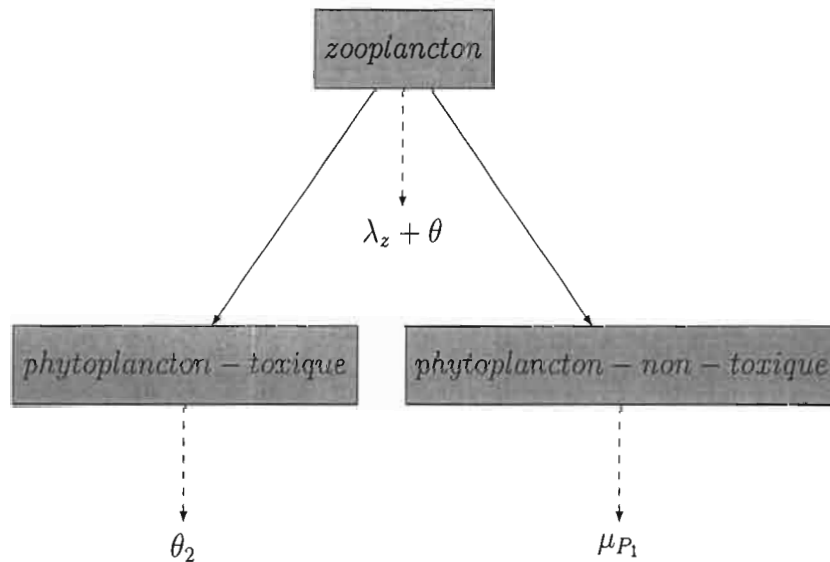 zooplancton
λ_z + θ
phytoplancton – toxique
phytoplancton – non – toxique
θ_2
μ_{P_1}